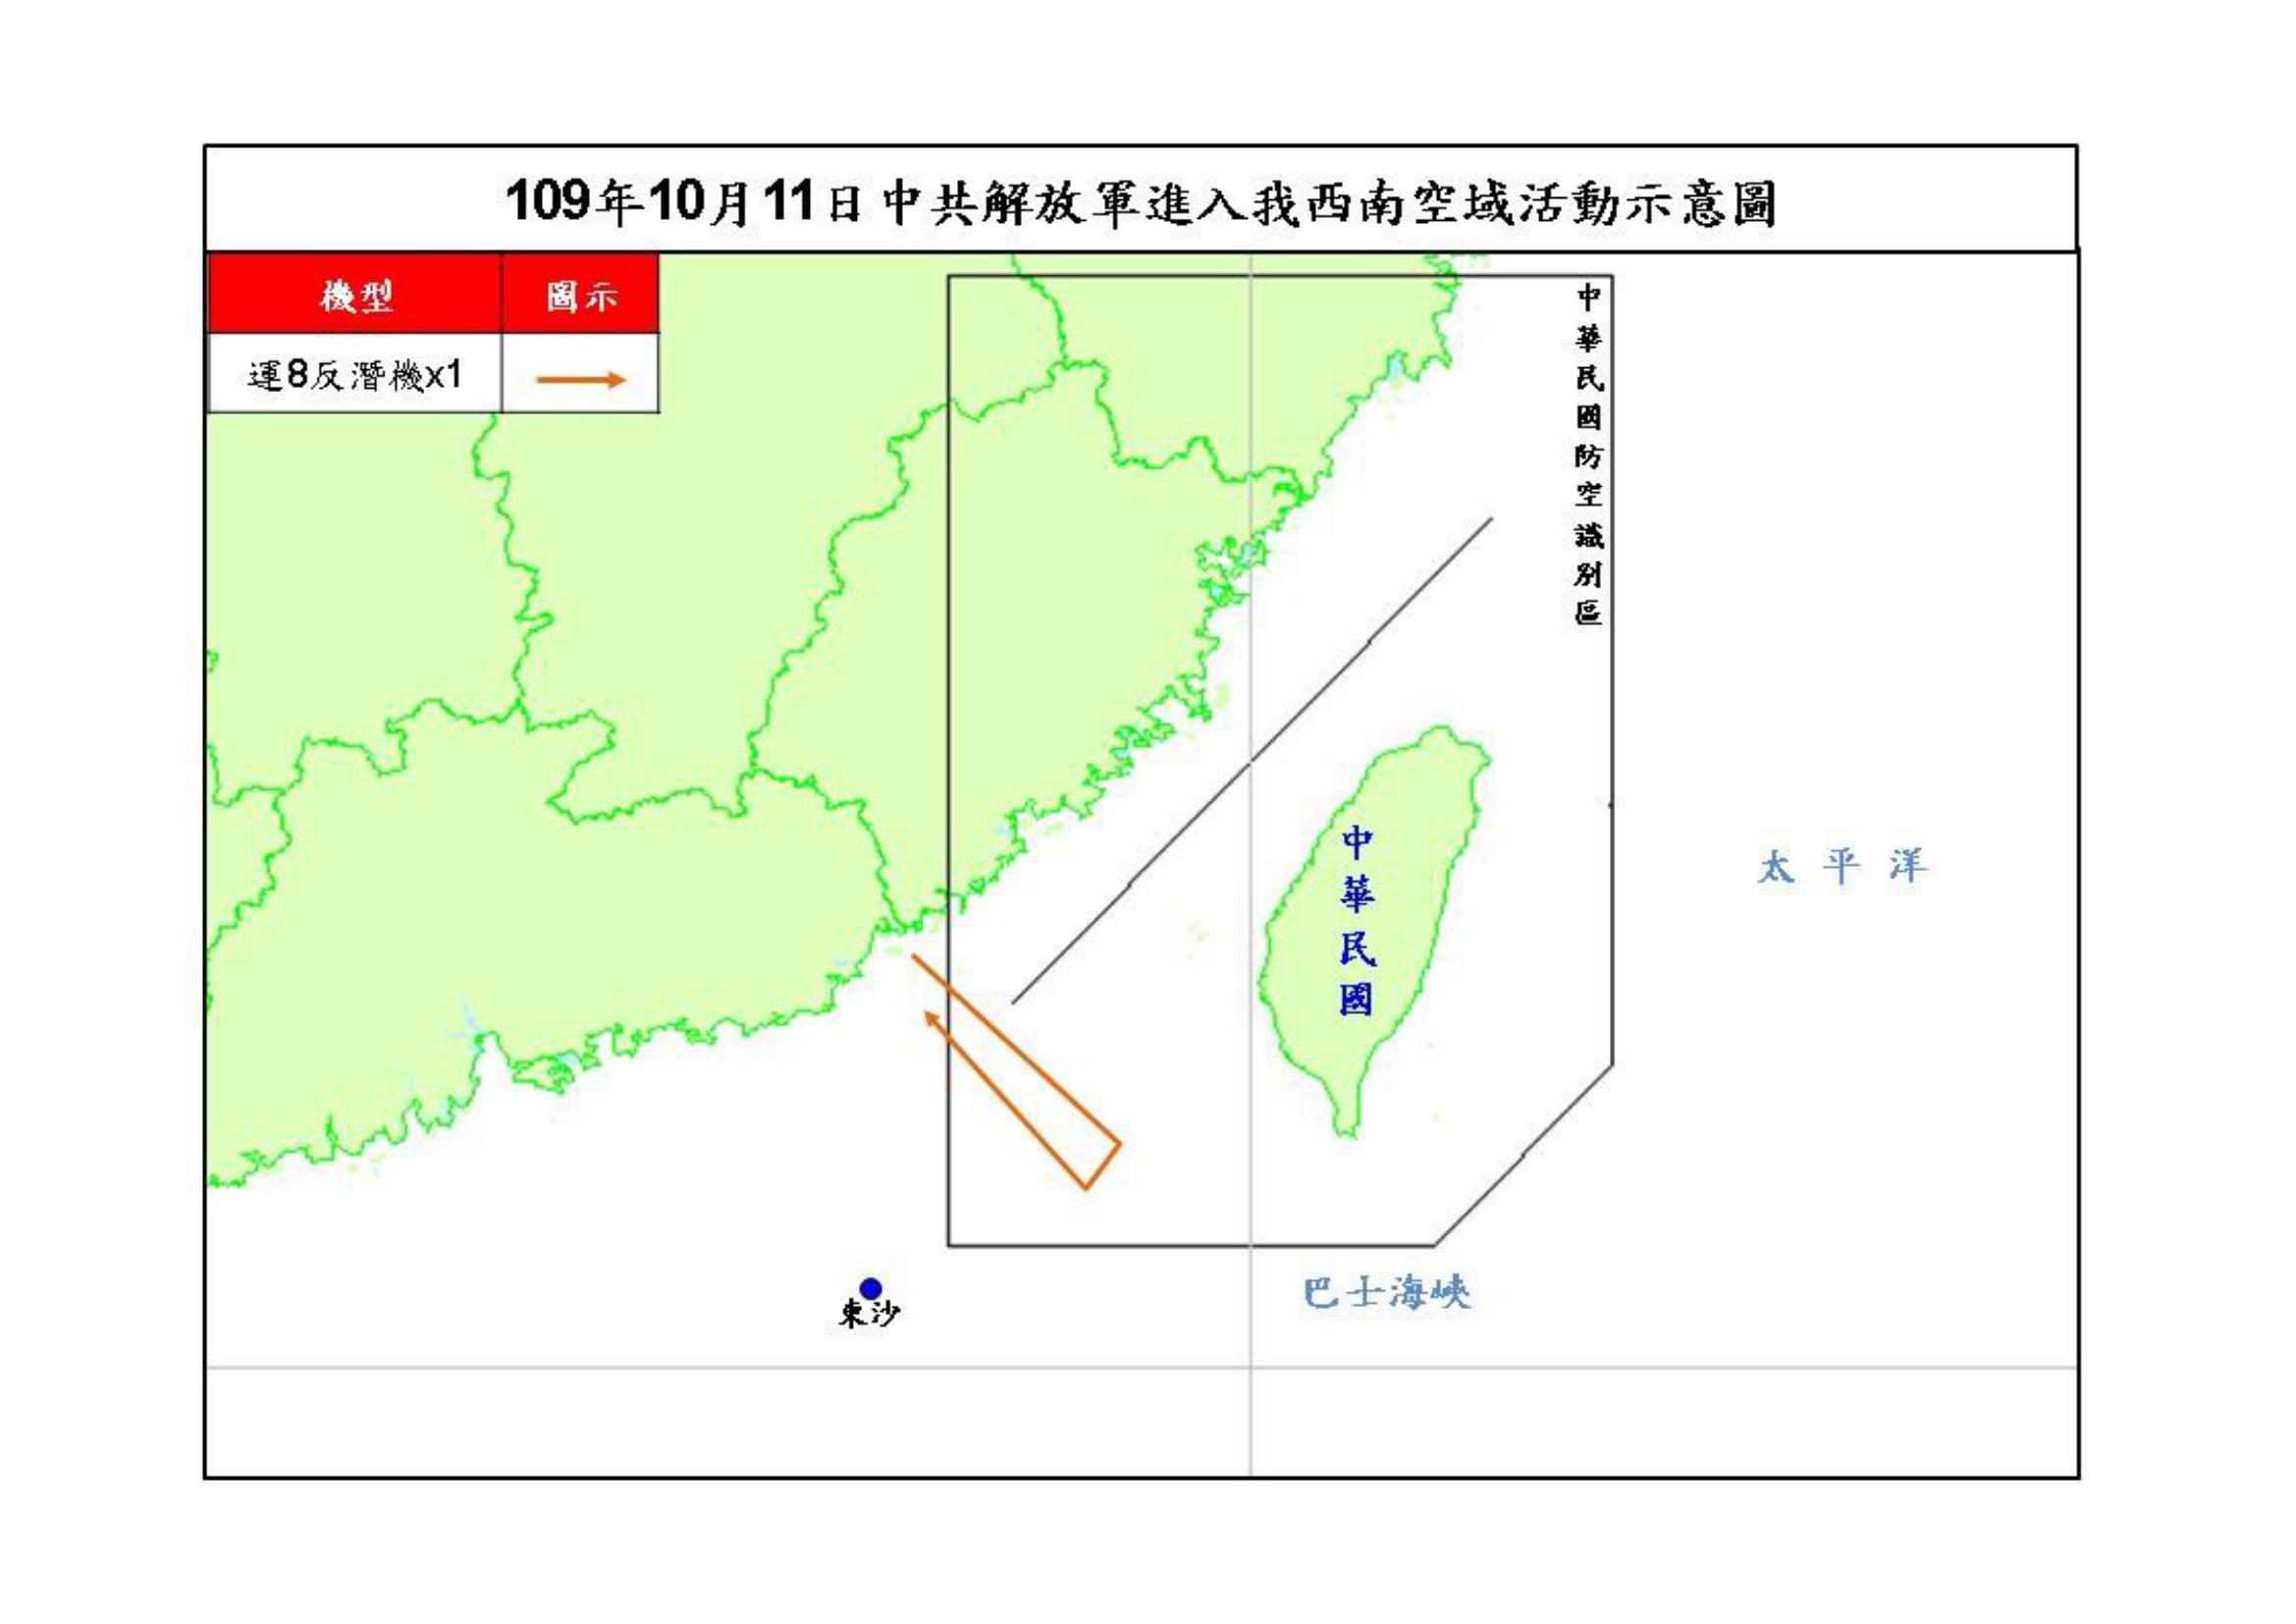 109年10月11日中共解放軍進入我西南空域活動示意圖
機型 圖示
運8反潛機x1
中華民國防空識別區
中華民國
太平洋
巴士海峽
東沙